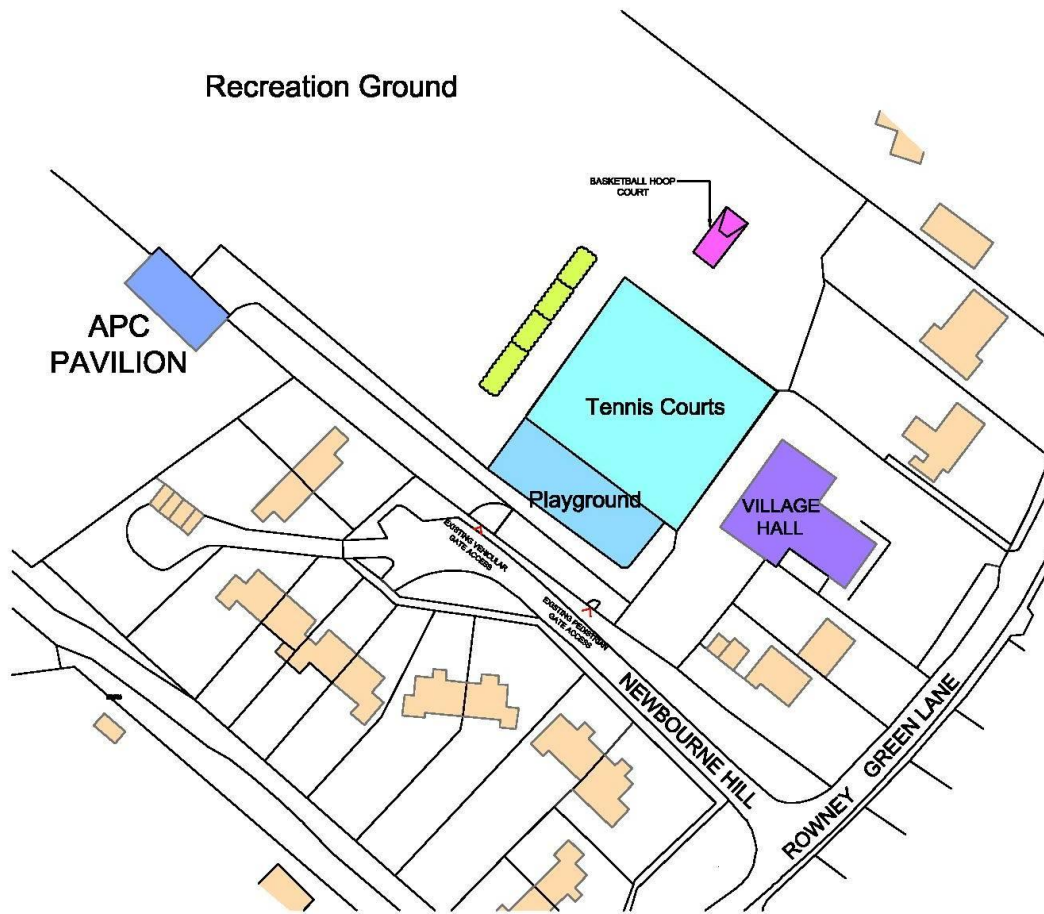 Recreation Ground
BASKETBALL HOOP
COURT
APC
PAVILION
Tennis Courts
Playground
VILLAGE
HALL
EXISTING VEHICULAR
GATE ACCESS
EXISTING PEDESTRIAN
GATE ACCESS
NEWBOURNE HILL
ROWNEY GREEN LANE